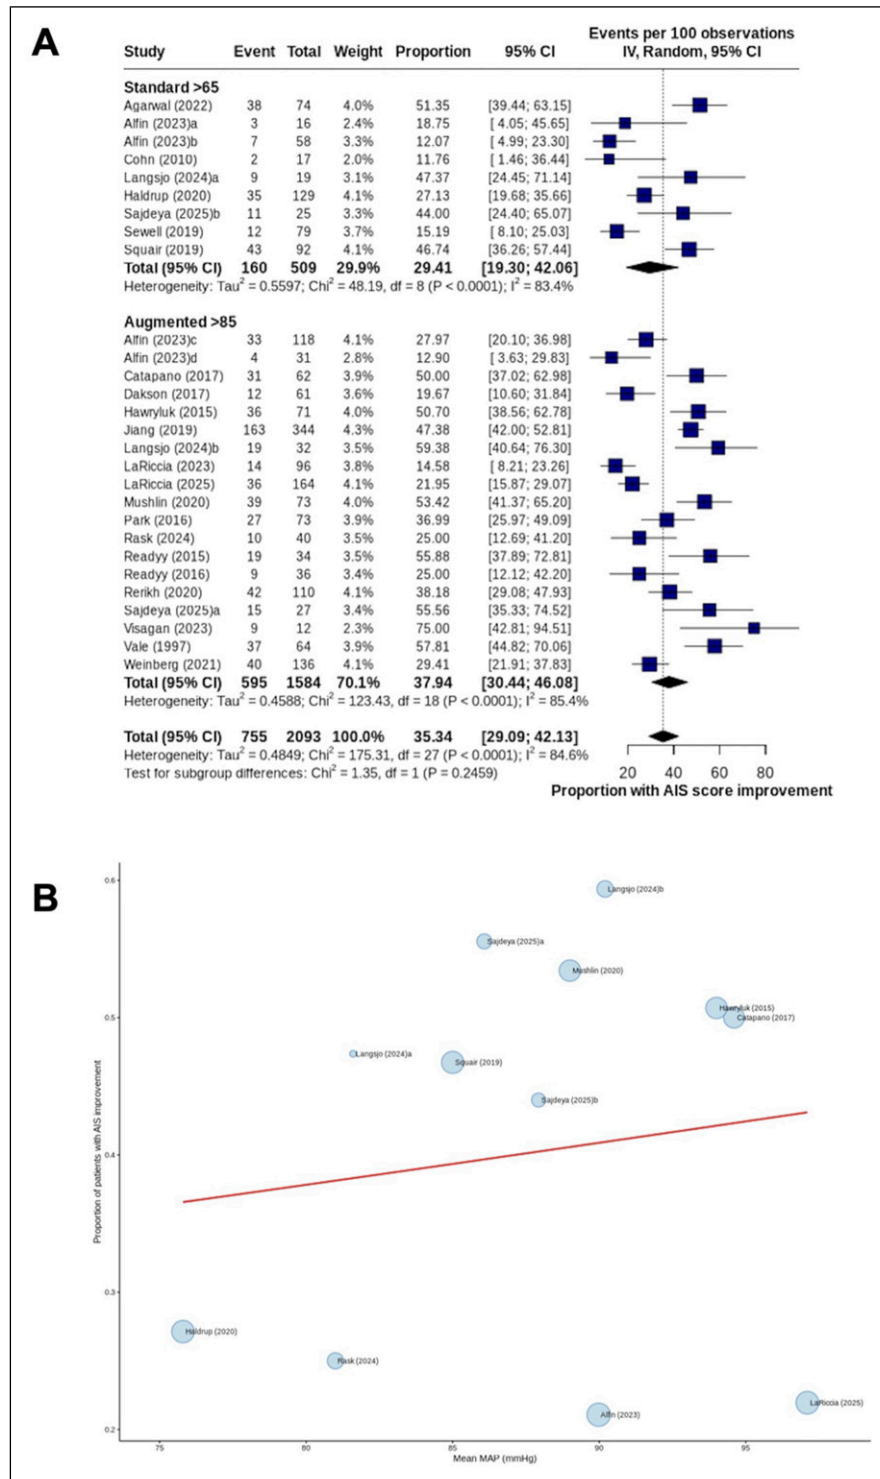 A
Events per 100 observations
Study Event Total Weight Proportion 95% CI IV, Random, 95% CI
Standard >65
Agarwal (2022) 38 74 4.0% 51.35 [39.44; 63.15]
Alfin (2023)a 3 16 2.4% 18.75 [ 4.05; 45.65]
Alfin (2023)b 7 58 3.3% 12.07 [ 4.99; 23.30]
Cohn (2010) 2 17 2.4% 11.76 [ 1.46; 36.44]
Langsjo (2024)a 9 19 3.1% 47.37 [24.45; 71.14]
Haldrup (2020) 35 129 4.1% 27.13 [19.68; 35.66]
Sajdeya (2025)b 11 25 3.3% 44.00 [24.40; 65.07]
Sewell (2019) 12 79 3.7% 15.19 [ 8.10; 25.03]
Squair (2019) 43 92 4.0% 46.74 [36.26; 57.44]
Total (95% CI) 160 509 29.9% 29.41 [19.30; 42.06]
Heterogeneity: Tau² = 0.5597; Chi² = 48.19, df = 8 (P < 0.0001); I² = 83.4%
Augmented >85
Alfin (2023)c 33 118 4.1% 27.97 [20.10; 36.98]
Alfin (2023)d 4 31 2.8% 12.90 [ 3.63; 29.83]
Catapano (2017) 31 62 3.9% 50.00 [37.02; 62.98]
Dakson (2017) 12 61 3.6% 19.67 [10.60; 31.84]
Hawryluk (2015) 36 71 4.0% 50.70 [38.56; 62.78]
Jiang (2019) 163 344 4.3% 47.38 [42.00; 52.81]
Langsjo (2024)b 19 32 3.5% 59.38 [40.64; 76.30]
LaRiccia (2023) 14 96 3.8% 14.58 [ 8.21; 23.26]
LaRiccia (2025) 36 164 4.1% 21.95 [15.87; 29.07]
Mushlin (2020) 39 73 4.0% 53.42 [41.37; 65.20]
Park (2016) 27 73 3.9% 36.99 [25.97; 49.09]
Rask (2024) 10 40 3.5% 25.00 [12.69; 41.20]
Readyy (2015) 19 34 3.5% 55.88 [37.89; 72.81]
Readyy (2016) 9 36 3.4% 25.00 [12.12; 42.20]
Rerikh (2020) 42 110 4.1% 38.18 [29.08; 47.93]
Sajdeya (2025)a 15 27 3.4% 55.56 [35.33; 74.52]
Visagan (2023) 9 12 2.3% 75.00 [42.81; 94.51]
Vale (1997) 37 64 3.9% 57.81 [44.82; 70.06]
Weinberg (2021) 40 136 4.1% 29.41 [21.91; 37.83]
Total (95% CI) 595 1584 70.1% 37.94 [30.44; 46.08]
Heterogeneity: Tau² = 0.4588; Chi² = 123.43, df = 18 (P < 0.0001); I² = 85.4%
Total (95% CI) 755 2093 100.0% 35.34 [29.09; 42.13]
Heterogeneity: Tau² = 0.4849; Chi² = 175.31, df = 27 (P < 0.0001); I² = 84.6%
Test for subgroup differences: Chi² = 1.35, df = 1 (P = 0.2459)
20 40 60 80
Proportion with AIS score improvement
B
Proportion of patients with AIS improvement
0.6
Langsjo (2024)b
Sajdeya (2025)a
Mushlin (2020)
Hawryluk (2015)
0.5
Catapano (2017)
Langsjo (2024)a
Squair (2019)
Sajdeya (2025)b
0.4
0.3
Haldrup (2020)
Rask (2024)
LaRiccia (2025)
Alfin (2023)
0.2
75 80 85 90 95
Mean MAP (mmHg)